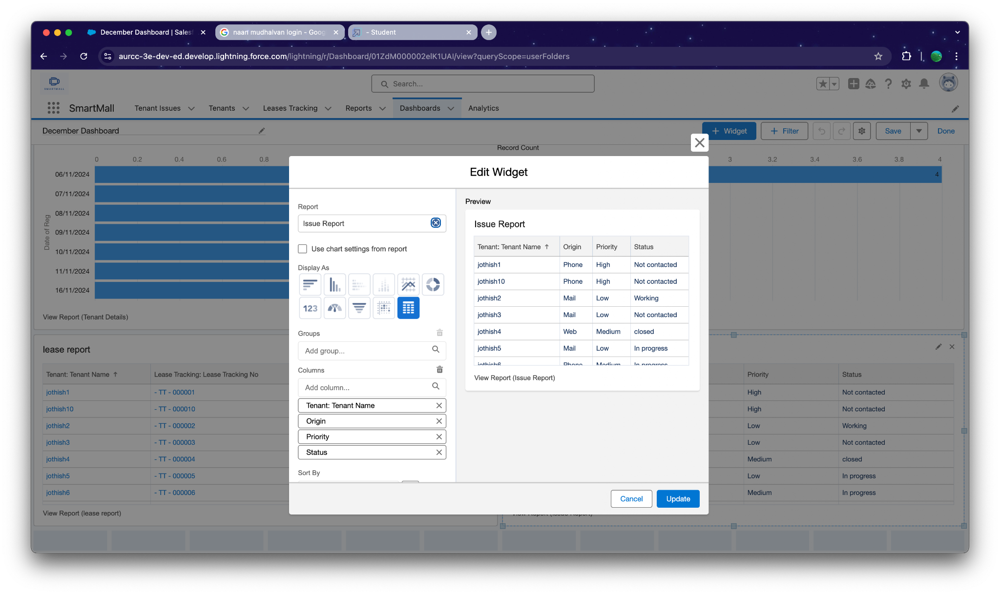 December Dashboard | Sales
naan mudhalvan login - Goog
- Student
aurcc-3e-dev-ed.develop.lightning.force.com/lightning/r/Dashboard/01ZdM000002elK1UAI/view?queryScope=userFolders
SMARTMALL
Search...
SmartMall
Tenant Issues
Tenants
Leases Tracking
Reports
Dashboards
Analytics
December Dashboard
Widget
Filter
Save
Done
Record Count
0 0.2 0.4 0.6 0.8 3 3.2 3.4 3.6 3.8 4
Date of Reg
06/11/2024 4
07/11/2024
08/11/2024
09/11/2024
10/11/2024
11/11/2024
16/11/2024
View Report (Tenant Details)
lease report
Tenant: Tenant Name Lease Tracking: Lease Tracking No
jothish1 - TT - 000001
jothish10 - TT - 000010
jothish2 - TT - 000002
jothish3 - TT - 000003
jothish4 - TT - 000004
jothish5 - TT - 000005
jothish6 - TT - 000006
View Report (lease report)
Edit Widget
Report
Issue Report
Use chart settings from report
Display As
123
Groups
Add group...
Columns
Add column...
Tenant: Tenant Name
Origin
Priority
Status
Sort By
Preview
Issue Report
Tenant: Tenant Name Origin Priority Status
jothish1 Phone High Not contacted
jothish10 Phone High Not contacted
jothish2 Mail Low Working
jothish3 Mail Low Not contacted
jothish4 Web Medium closed
jothish5 Mail Low In progress
jothish6 Phone Medium In progress
View Report (Issue Report)
Cancel
Update
Priority Status
High Not contacted
High Not contacted
Low Working
Low Not contacted
Medium closed
Low In progress
Medium In progress
View Report (Issue Report)